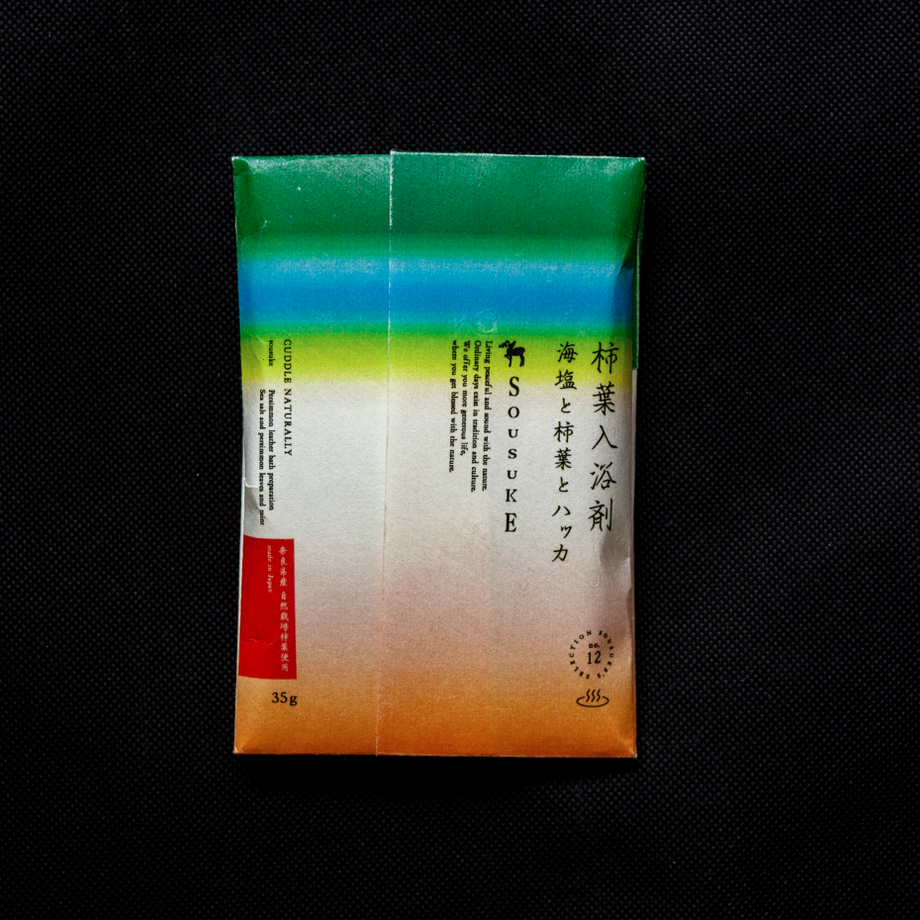 柿葉入浴剤
海塩と柿葉とハッカ
SOUSUKE
Living peaceful and sound with the nature.
Ordinary days exist in tradition and culture.
We offer you more generous life,
where you get blessed with the nature.
SOUSUKE'S SELECTION
no.
12
CUDDLE NATURALLY
sousuke
Persimmon leather bath preparation
Sea salt and persimmon leaves and mint
奈良県産 自然栽培柿葉使用
made in Japan
35g